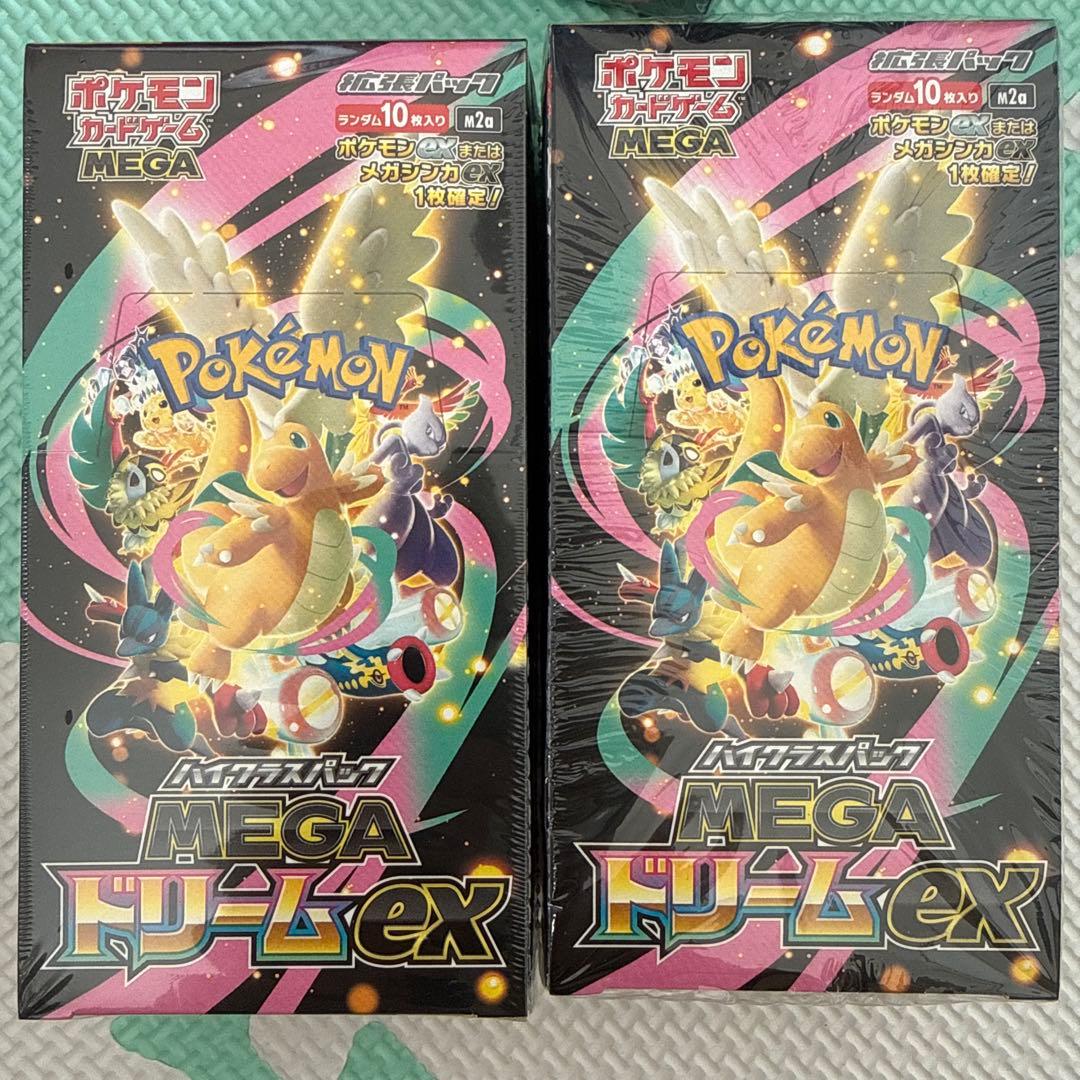 ポケモン
カードゲーム
MEGA
拡張パック
ランダム10枚入り M2a
ポケモンexまたは
メガシンカex
1枚確定!
POKéMON
TM
ハイクラスパック
MEGA
ドリームex
ポケモン
カードゲーム
MEGA
拡張パック
ランダム10枚入り M2a
ポケモンexまたは
メガシンカex
1枚確定!
POKéMON
TM
ハイクラスパック
MEGA
ドリームex